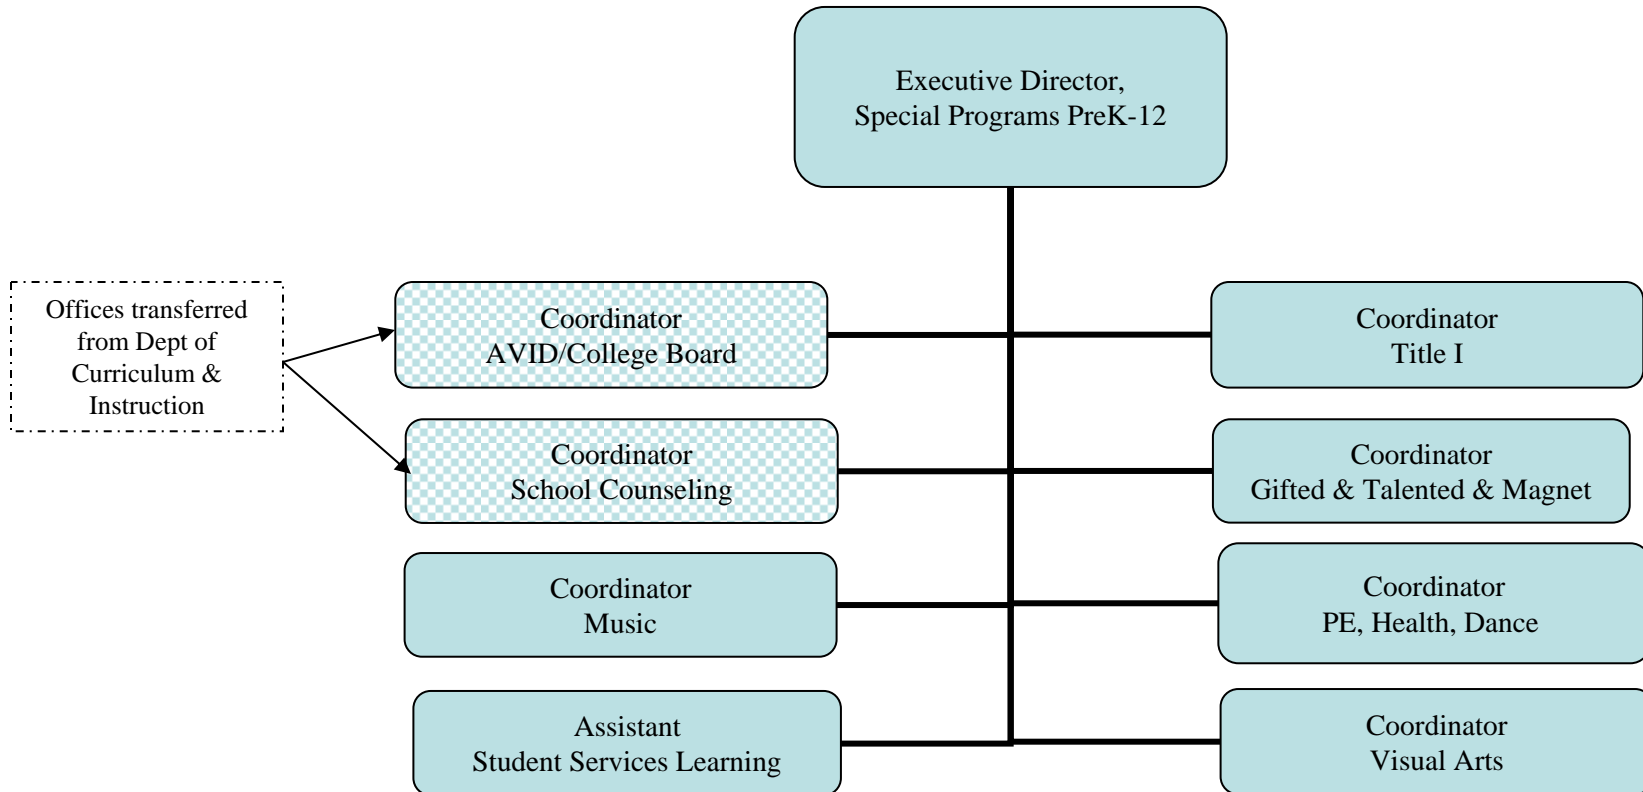 Executive Director,
Special Programs PreK-12
Offices transferred
from Dept of
Curriculum &
Instruction
Coordinator
AVID/College Board
Coordinator
Title I
Coordinator
School Counseling
Coordinator
Gifted & Talented & Magnet
Coordinator
Music
Coordinator
PE, Health, Dance
Assistant
Student Services Learning
Coordinator
Visual Arts